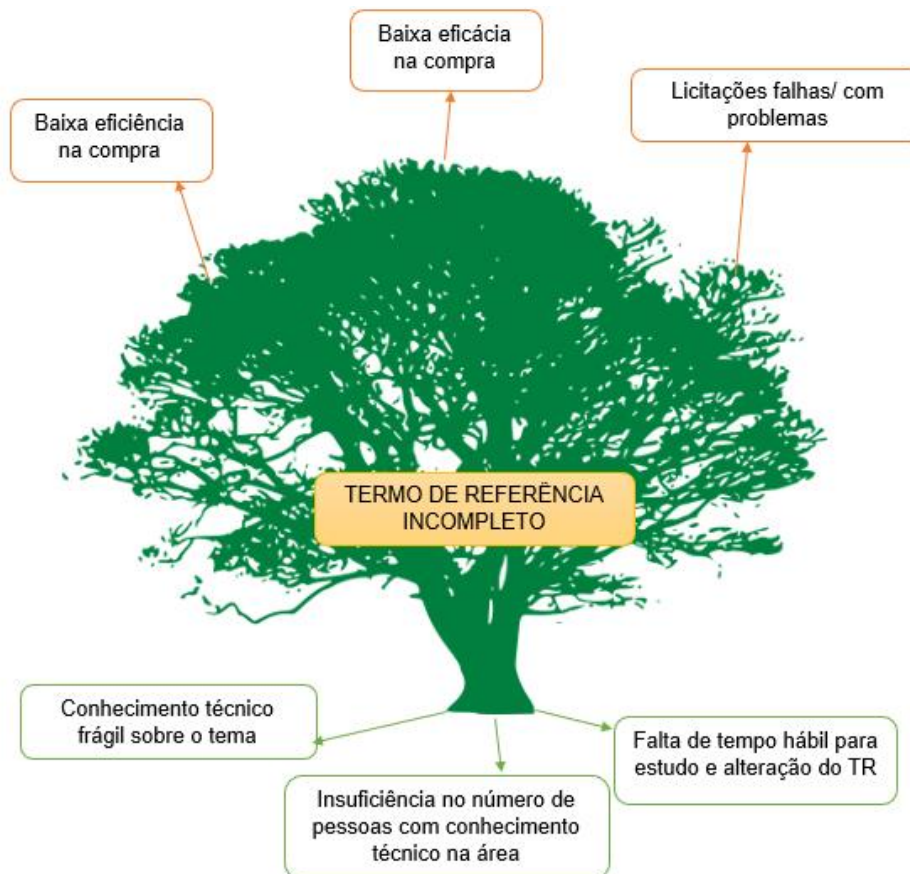 Baixa eficácia
na compra
Licitações falhas/ com
problemas
Baixa eficiência
na compra
TERMO DE REFERÊNCIA
INCOMPLETO
Conhecimento técnico
frágil sobre o tema
Falta de tempo hábil para
estudo e alteração do TR
Insuficiência no número de
pessoas com conhecimento
técnico na área